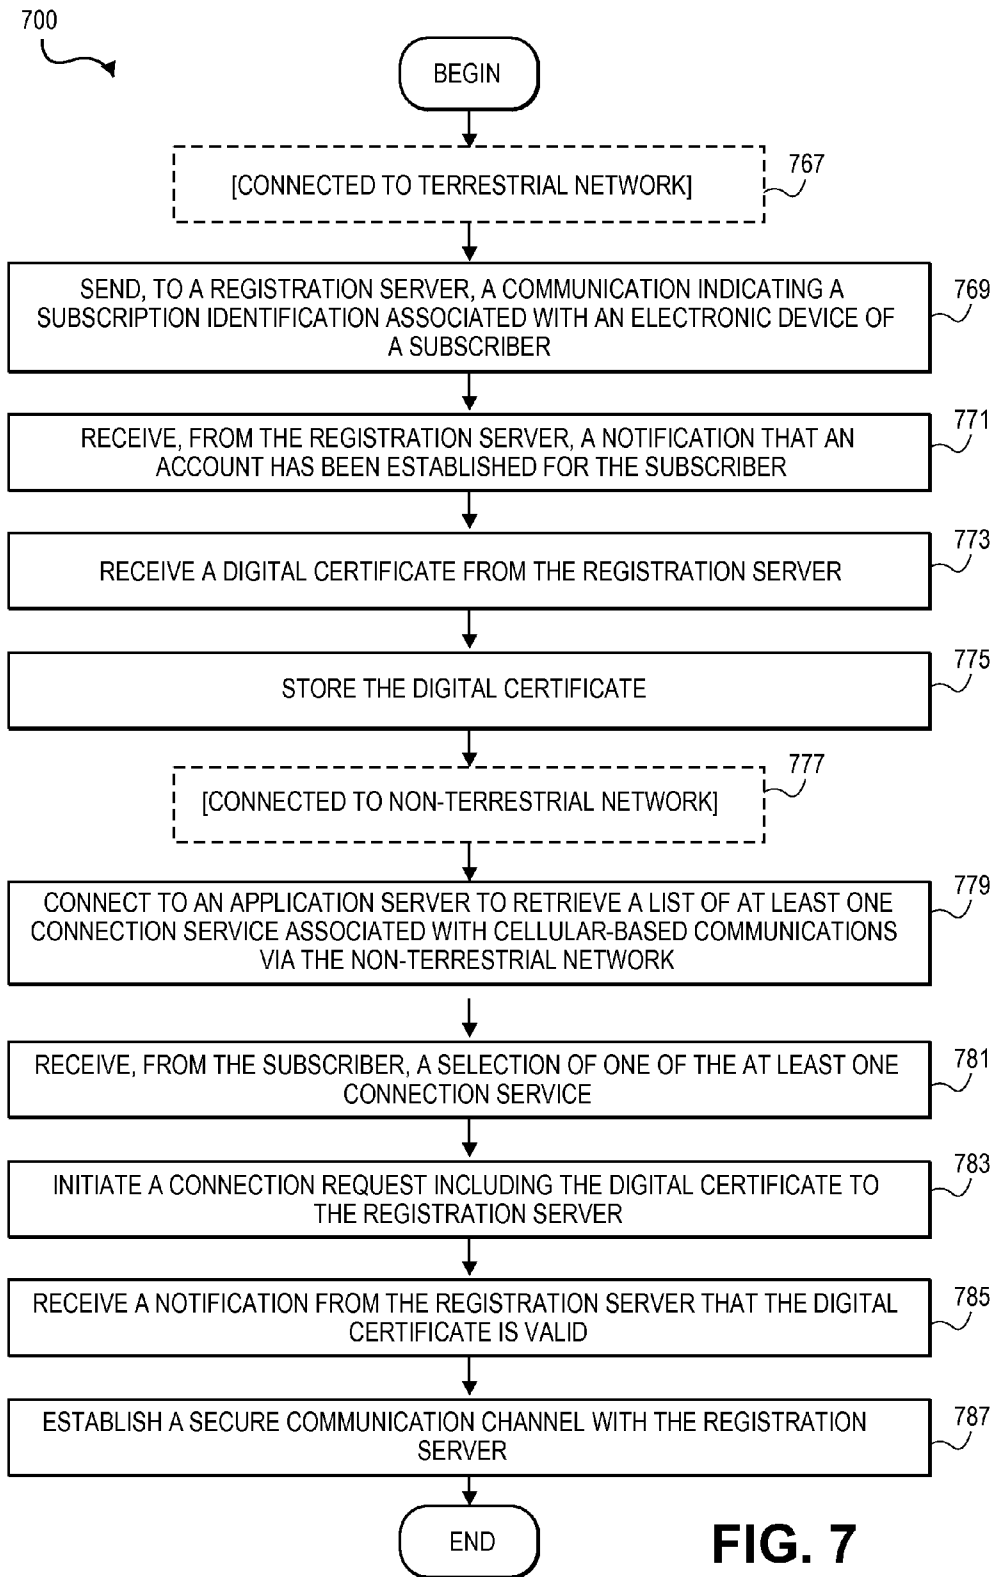 700
BEGIN
[CONNECTED TO TERRESTRIAL NETWORK]
767
SEND, TO A REGISTRATION SERVER, A COMMUNICATION INDICATING A
SUBSCRIPTION IDENTIFICATION ASSOCIATED WITH AN ELECTRONIC DEVICE OF
A SUBSCRIBER
769
RECEIVE, FROM THE REGISTRATION SERVER, A NOTIFICATION THAT AN
ACCOUNT HAS BEEN ESTABLISHED FOR THE SUBSCRIBER
771
RECEIVE A DIGITAL CERTIFICATE FROM THE REGISTRATION SERVER
773
STORE THE DIGITAL CERTIFICATE
775
[CONNECTED TO NON-TERRESTRIAL NETWORK]
777
CONNECT TO AN APPLICATION SERVER TO RETRIEVE A LIST OF AT LEAST ONE
CONNECTION SERVICE ASSOCIATED WITH CELLULAR-BASED COMMUNICATIONS
VIA THE NON-TERRESTRIAL NETWORK
779
RECEIVE, FROM THE SUBSCRIBER, A SELECTION OF ONE OF THE AT LEAST ONE
CONNECTION SERVICE
781
INITIATE A CONNECTION REQUEST INCLUDING THE DIGITAL CERTIFICATE TO
THE REGISTRATION SERVER
783
RECEIVE A NOTIFICATION FROM THE REGISTRATION SERVER THAT THE DIGITAL
CERTIFICATE IS VALID
785
ESTABLISH A SECURE COMMUNICATION CHANNEL WITH THE REGISTRATION
SERVER
787
END
FIG. 7